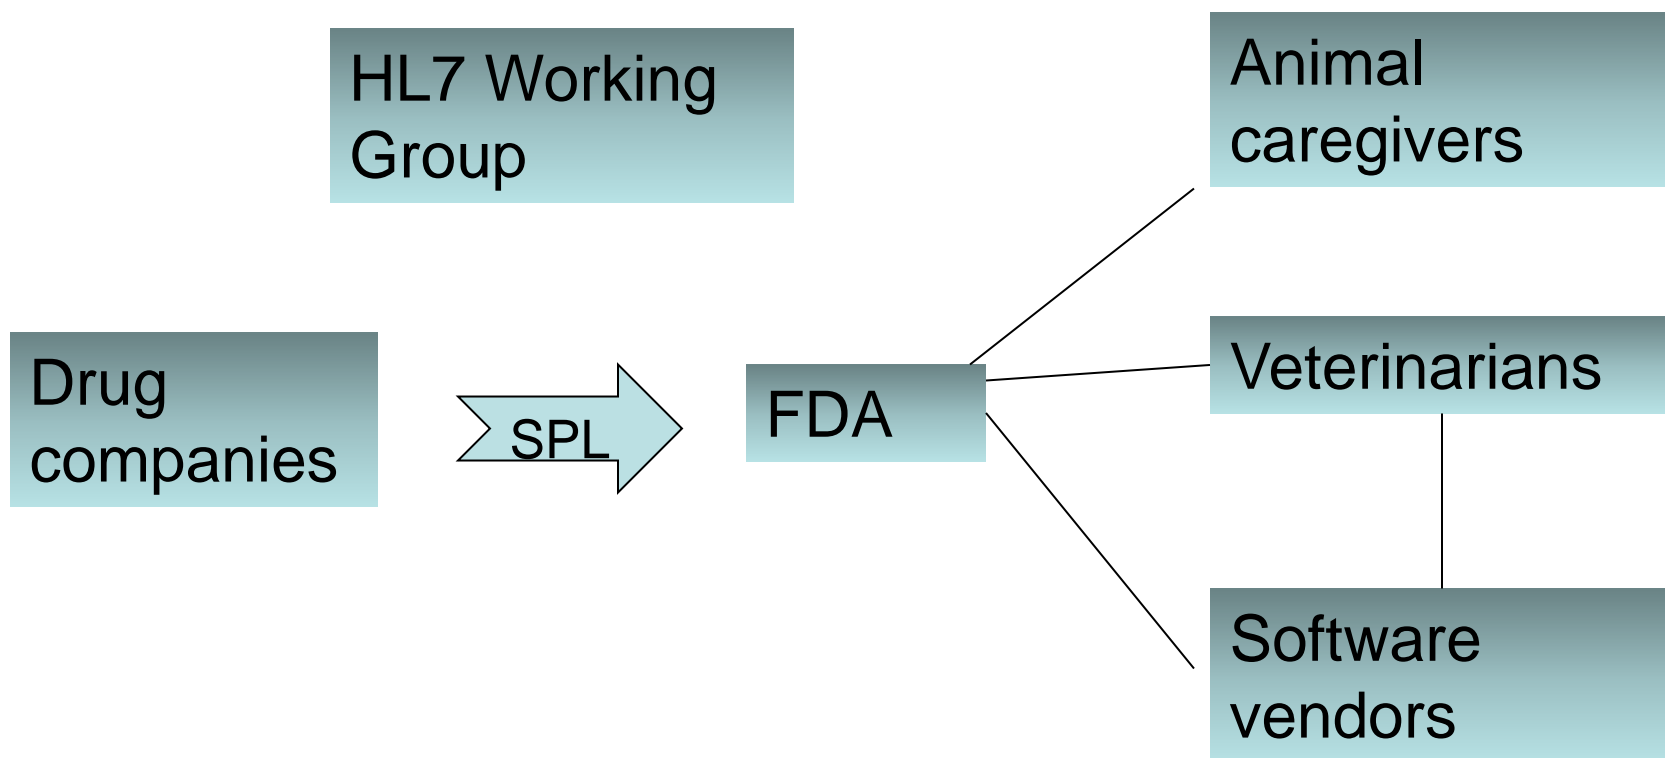 HL7 Working
Group
Animal
caregivers
Drug
companies
SPL
FDA
Veterinarians
Software
vendors